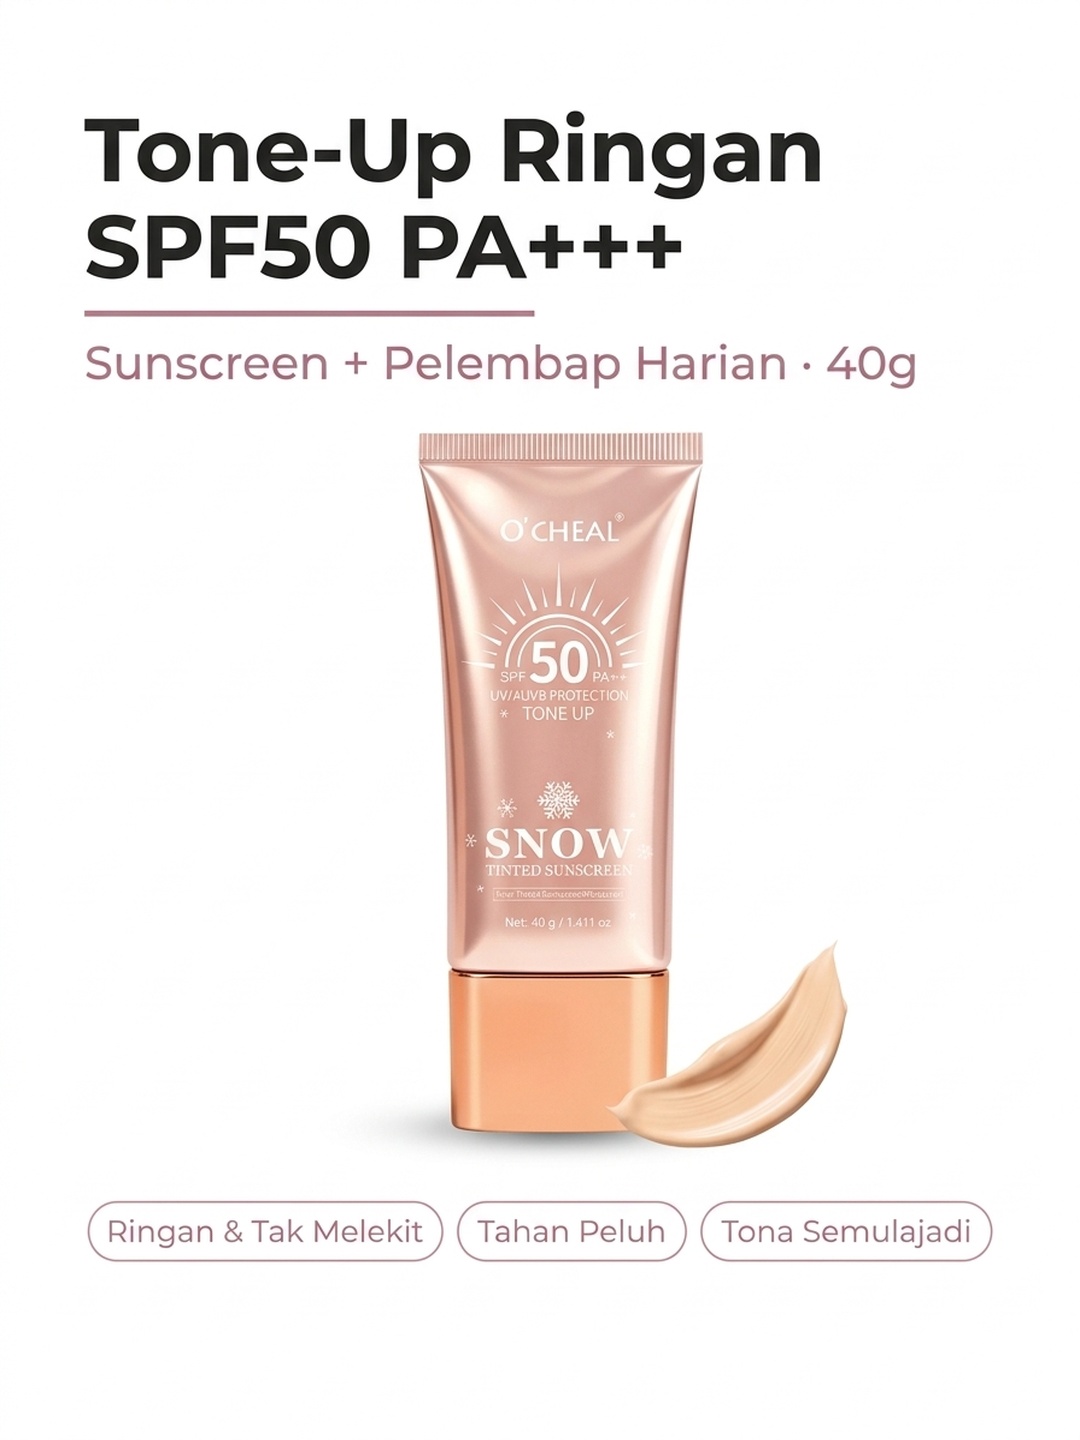 Tone-Up Ringan
SPF50 PA+++
Sunscreen + Pelembap Harian · 40g
O'CHEAL®
SPF 50 PA+++
UV/AUVB PROTECTION
TONE UP
SNOW
TINTED SUNSCREEN
Net: 40 g / 1.411 oz
Ringan & Tak Melekit
Tahan Peluh
Tona Semulajadi